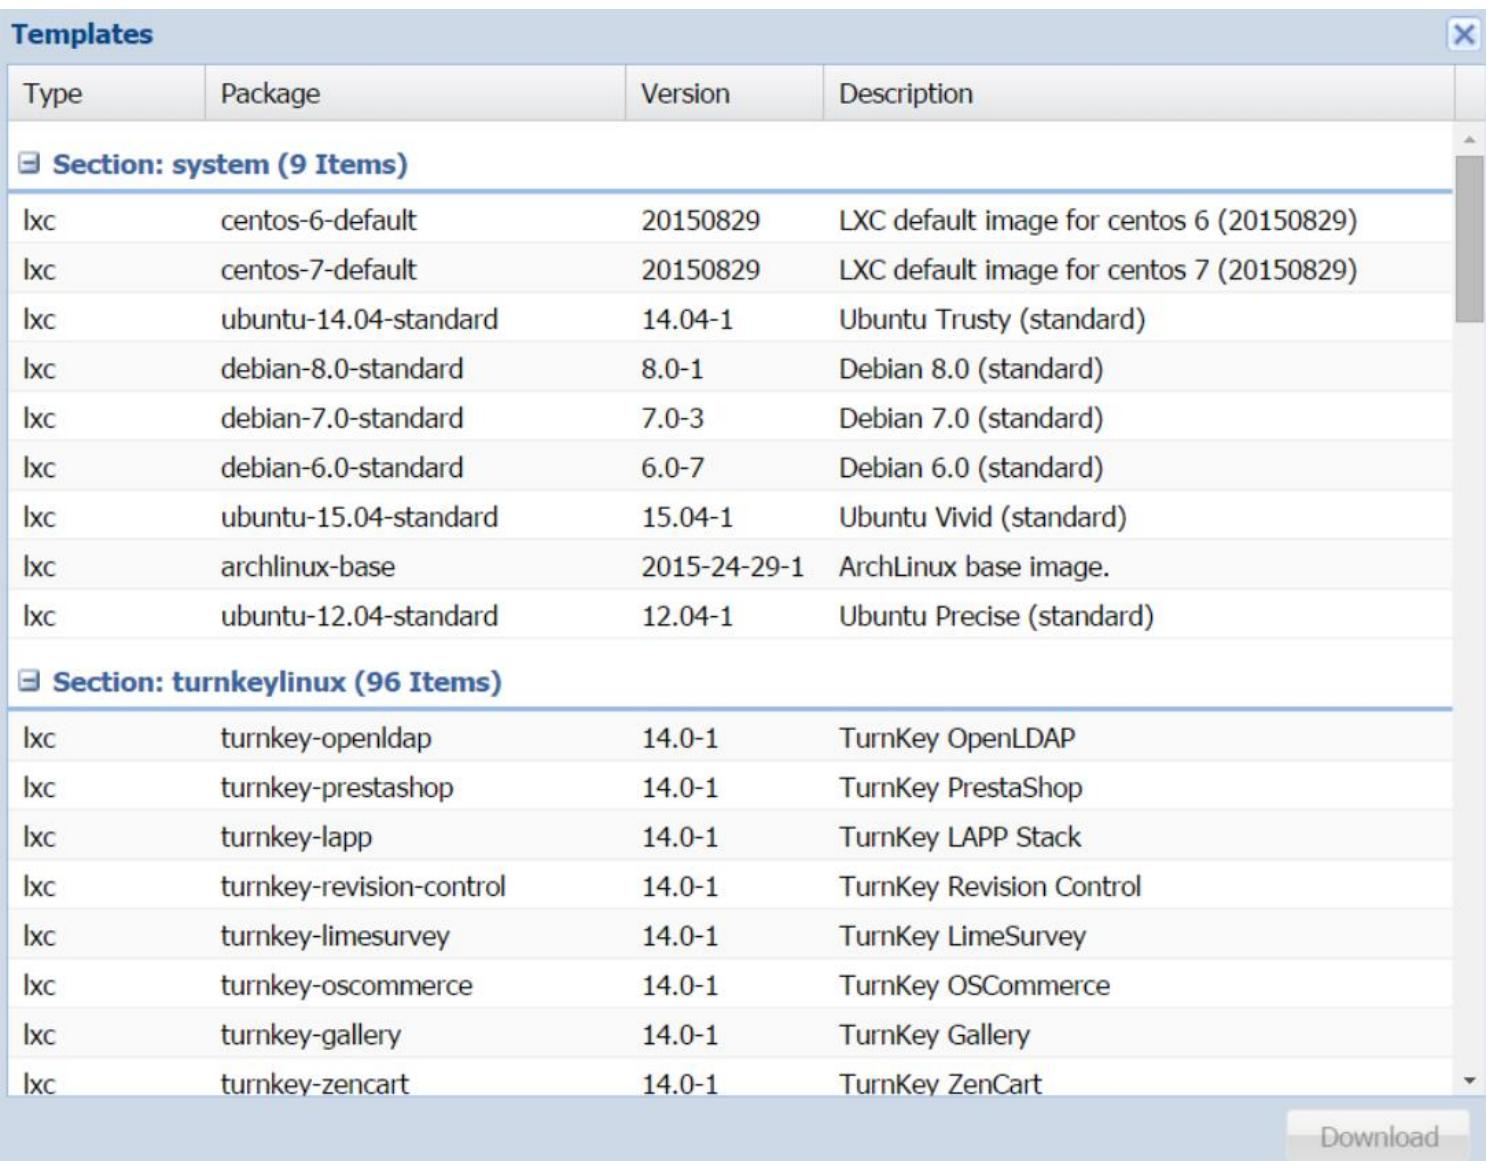 Templates
Type Package Version Description
Section: system (9 Items)
lxc centos-6-default 20150829 LXC default image for centos 6 (20150829)
lxc centos-7-default 20150829 LXC default image for centos 7 (20150829)
lxc ubuntu-14.04-standard 14.04-1 Ubuntu Trusty (standard)
lxc debian-8.0-standard 8.0-1 Debian 8.0 (standard)
lxc debian-7.0-standard 7.0-3 Debian 7.0 (standard)
lxc debian-6.0-standard 6.0-7 Debian 6.0 (standard)
lxc ubuntu-15.04-standard 15.04-1 Ubuntu Vivid (standard)
lxc archlinux-base 2015-24-29-1 ArchLinux base image.
lxc ubuntu-12.04-standard 12.04-1 Ubuntu Precise (standard)
Section: turnkeylinux (96 Items)
lxc turnkey-openldap 14.0-1 TurnKey OpenLDAP
lxc turnkey-prestashop 14.0-1 TurnKey PrestaShop
lxc turnkey-lapp 14.0-1 TurnKey LAPP Stack
lxc turnkey-revision-control 14.0-1 TurnKey Revision Control
lxc turnkey-limesurvey 14.0-1 TurnKey LimeSurvey
lxc turnkey-oscommerce 14.0-1 TurnKey OSCommerce
lxc turnkey-gallery 14.0-1 TurnKey Gallery
lxc turnkey-zencart 14.0-1 TurnKey ZenCart
Download